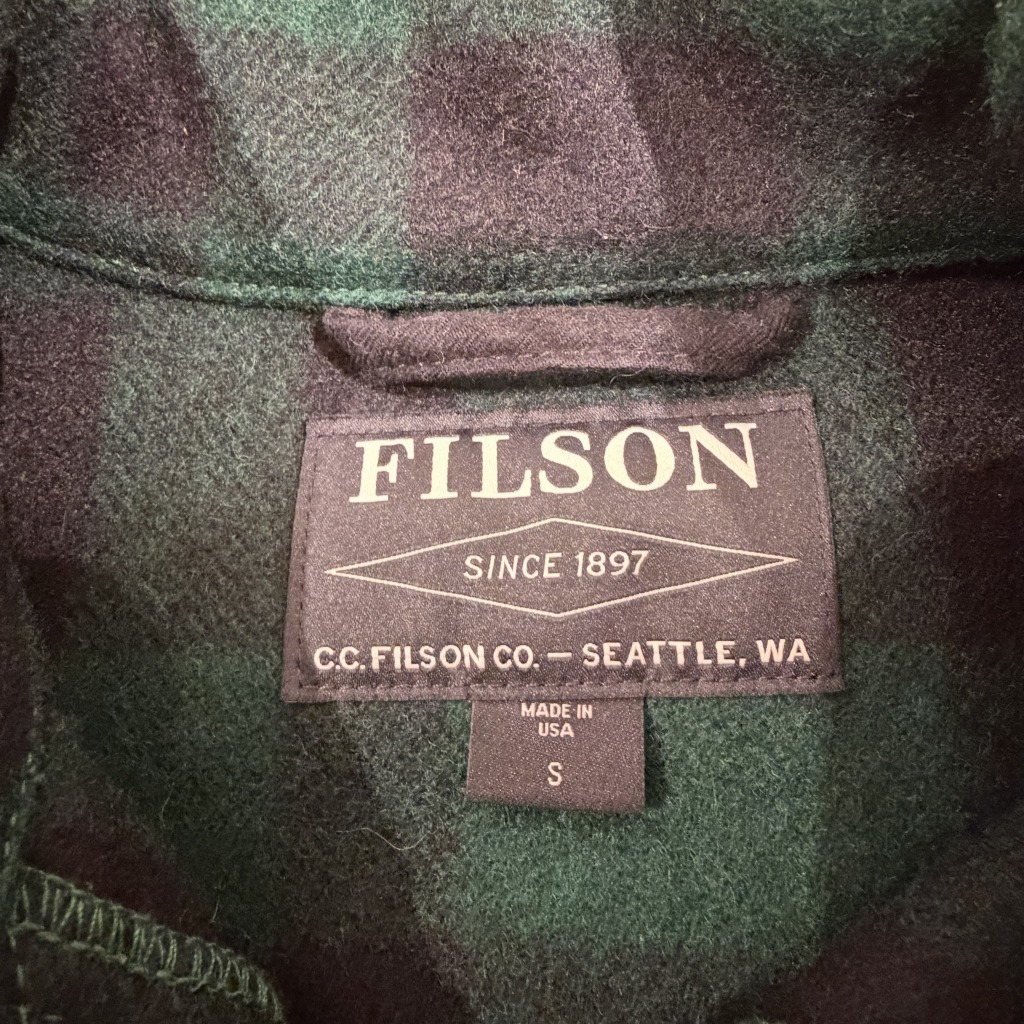 FILSON
SINCE 1897
C.C. FILSON CO. — SEATTLE, WA
MADE IN
USA
S